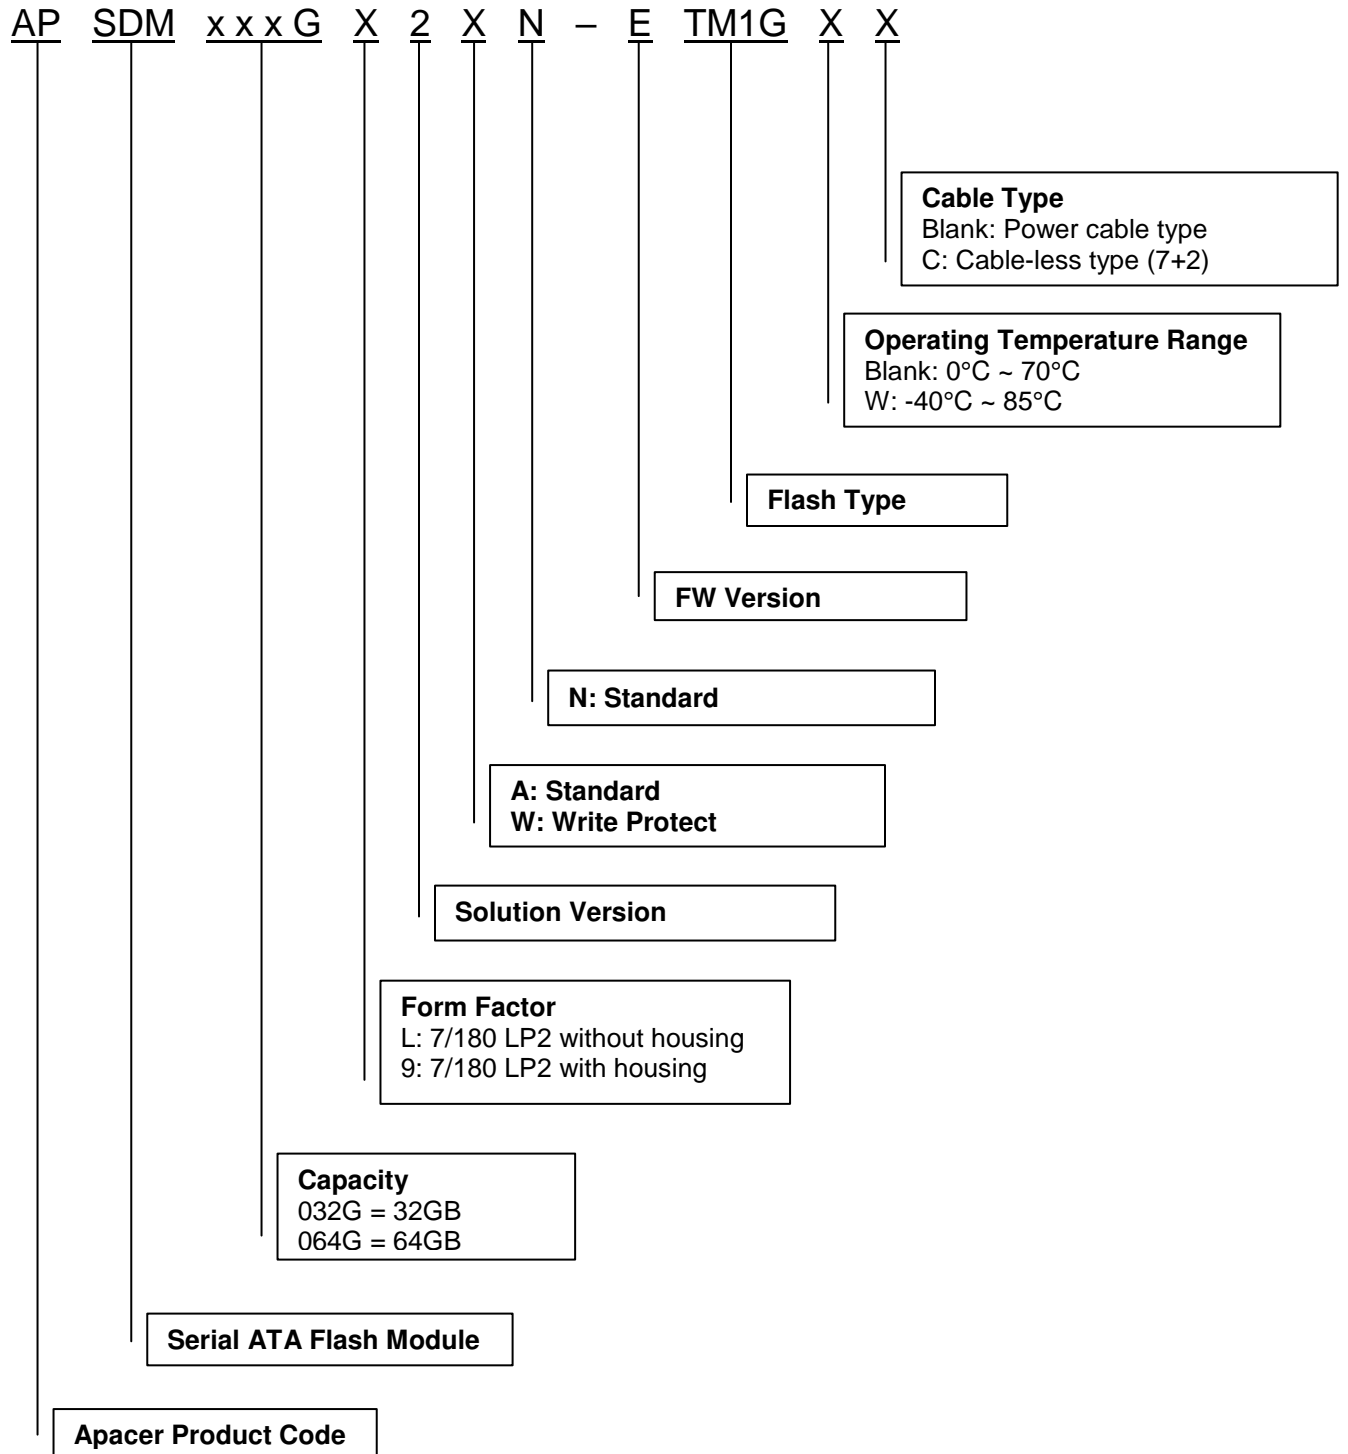 AP SDM x x x G X 2 X N – E TM1G X X
Cable Type
Blank: Power cable type
C: Cable-less type (7+2)
Operating Temperature Range
Blank: 0°C ~ 70°C
W: -40°C ~ 85°C
Flash Type
FW Version
N: Standard
A: Standard
W: Write Protect
Solution Version
Form Factor
L: 7/180 LP2 without housing
9: 7/180 LP2 with housing
Capacity
032G = 32GB
064G = 64GB
Serial ATA Flash Module
Apacer Product Code